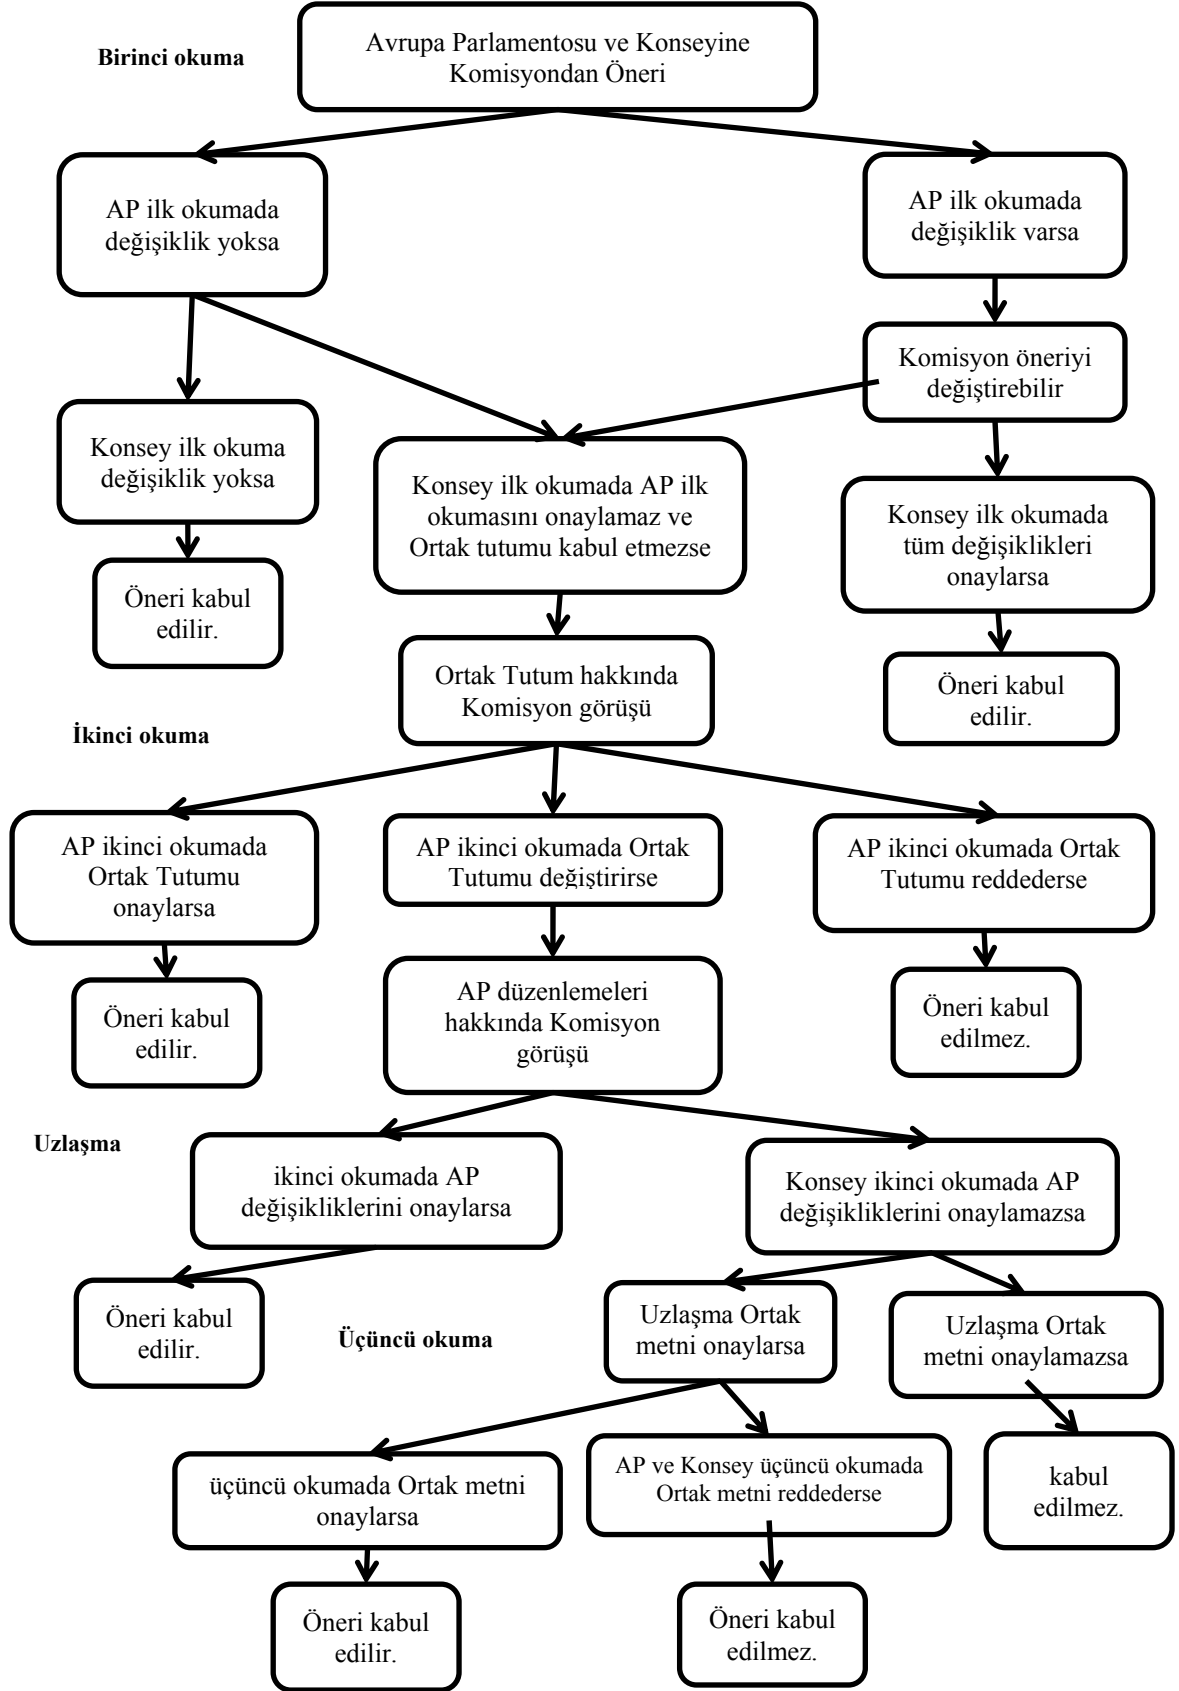 Birinci okuma
Avrupa Parlamentosu ve Konseyine
Komisyondan Öneri
AP ilk okumada
değişiklik yoksa
AP ilk okumada
değişiklik varsa
Komisyon öneriyi
değiştirebilir
Konsey ilk okuma
değişiklik yoksa
Konsey ilk okumada AP ilk
okumasını onaylamaz ve
Ortak tutumu kabul etmezse
Konsey ilk okumada
tüm değişiklikleri
onaylarsa
Öneri kabul
edilir.
Ortak Tutum hakkında
Komisyon görüşü
Öneri kabul
edilir.
İkinci okuma
AP ikinci okumada
Ortak Tutumu
onaylarsa
AP ikinci okumada Ortak
Tutumu değiştirirse
AP ikinci okumada Ortak
Tutumu reddederse
Öneri kabul
edilir.
AP düzenlemeleri
hakkında Komisyon
görüşü
Öneri kabul
edilmez.
Uzlaşma
ikinci okumada AP
değişikliklerini onaylarsa
Konsey ikinci okumada AP
değişikliklerini onaylamazsa
Öneri kabul
edilir.
Üçüncü okuma
Uzlaşma Ortak
metni onaylarsa
Uzlaşma Ortak
metni onaylamazsa
üçüncü okumada Ortak metni
onaylarsa
AP ve Konsey üçüncü okumada
Ortak metni reddederse
kabul
edilmez.
Öneri kabul
edilir.
Öneri kabul
edilmez.